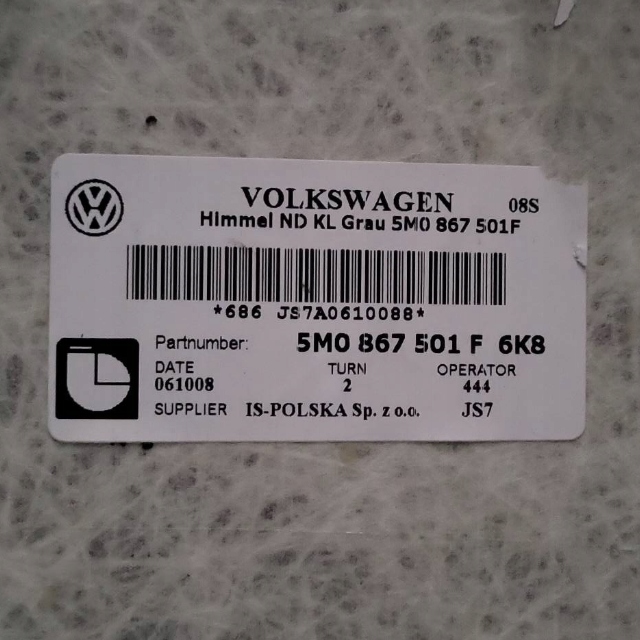 VOLKSWAGEN 08S
Himmel ND KL Grau 5M0 867 501F
*686 JS7A0610088*
Partnumber: 5M0 867 501 F 6K8
DATE TURN OPERATOR
061008 2 444
SUPPLIER IS-POLSKA Sp. z o.o. JS7